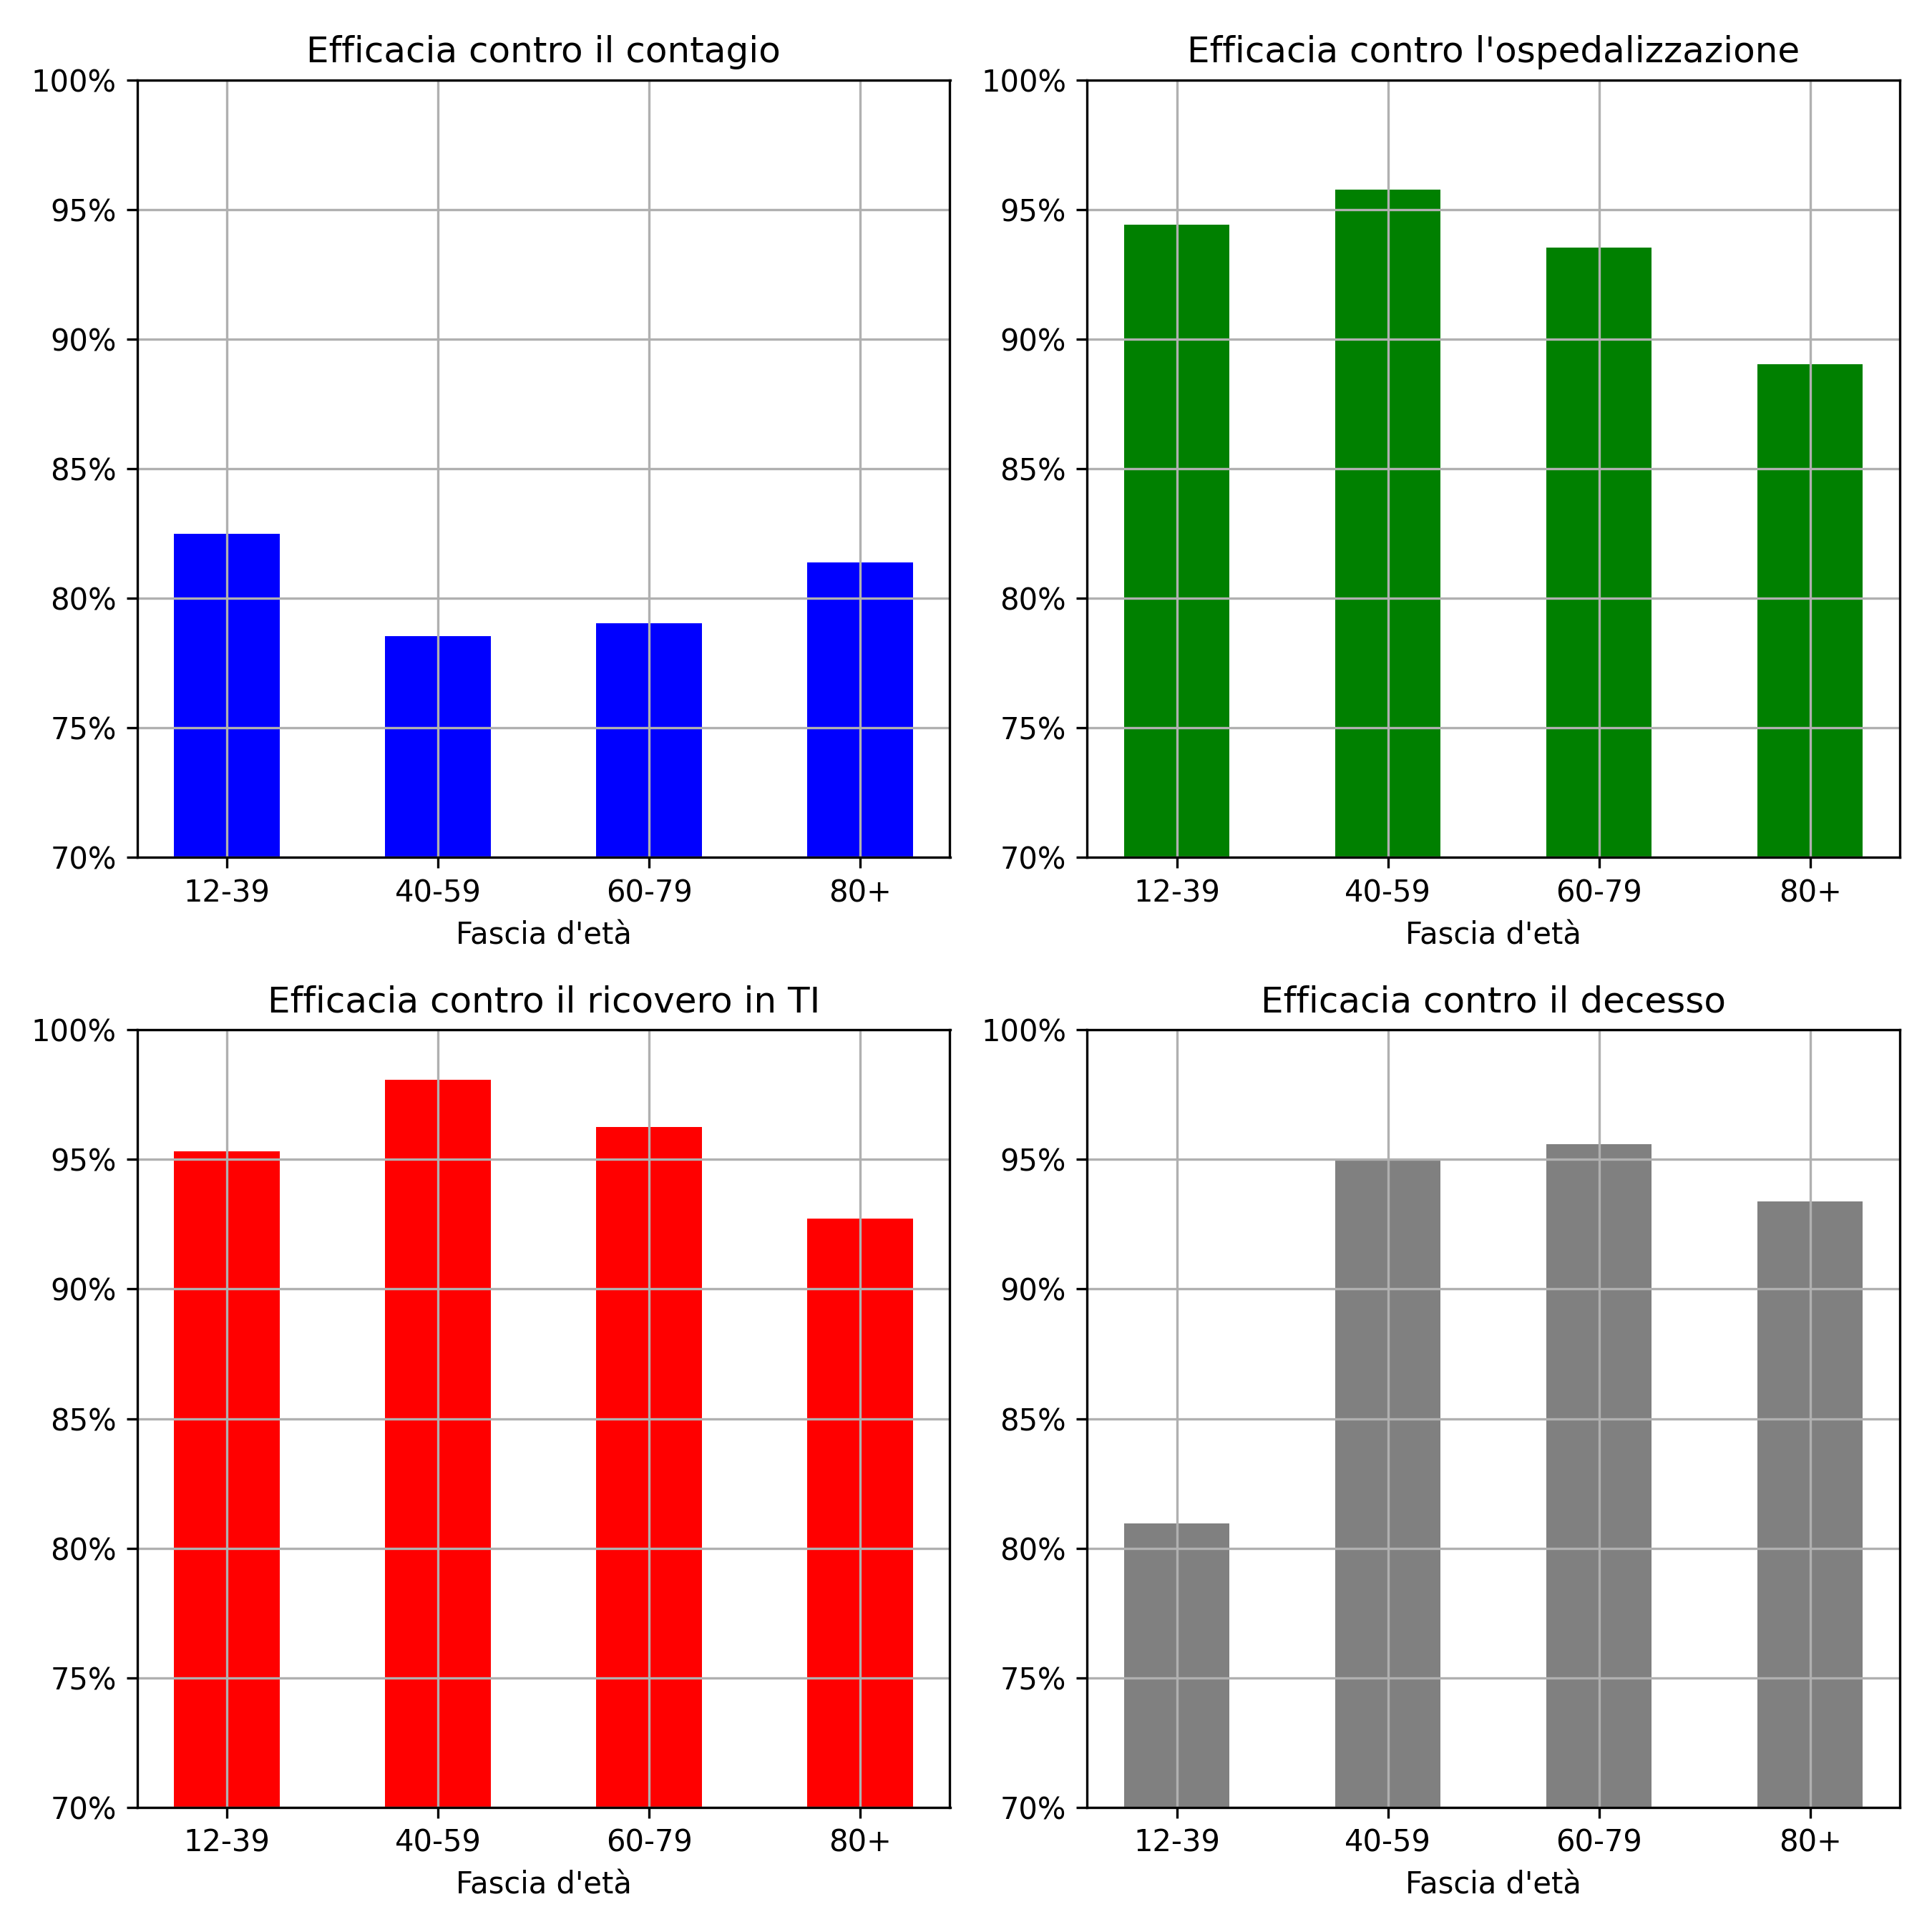 Efficacia contro il contagio
100%
95%
90%
85%
80%
75%
70%
12-39 40-59 60-79 80+
Fascia d'età
Efficacia contro l'ospedalizzazione
100%
95%
90%
85%
80%
75%
70%
12-39 40-59 60-79 80+
Fascia d'età
Efficacia contro il ricovero in TI
100%
95%
90%
85%
80%
75%
70%
12-39 40-59 60-79 80+
Fascia d'età
Efficacia contro il decesso
100%
95%
90%
85%
80%
75%
70%
12-39 40-59 60-79 80+
Fascia d'età